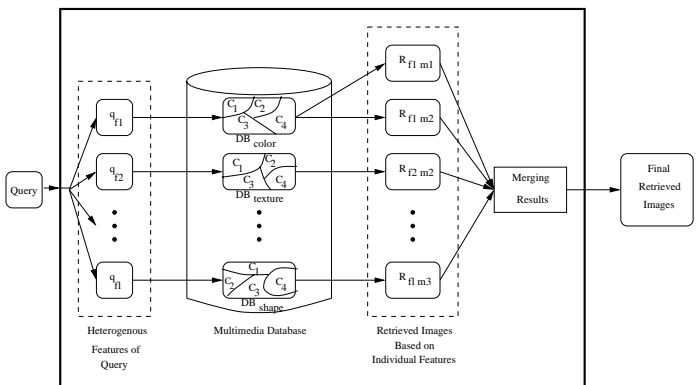 Query
q f1
q f2
q fl
Heterogenous
Features of
Query
C1 C2
C3 C4
DB color
C1 C2
C3 C4
DB texture
C1
C2 C3 C4
DB shape
Multimedia Database
R f1 m1
R f1 m2
R f2 m2
R fl m3
Retrieved Images
Based on
Individual Features
Merging
Results
Final
Retrieved
Images